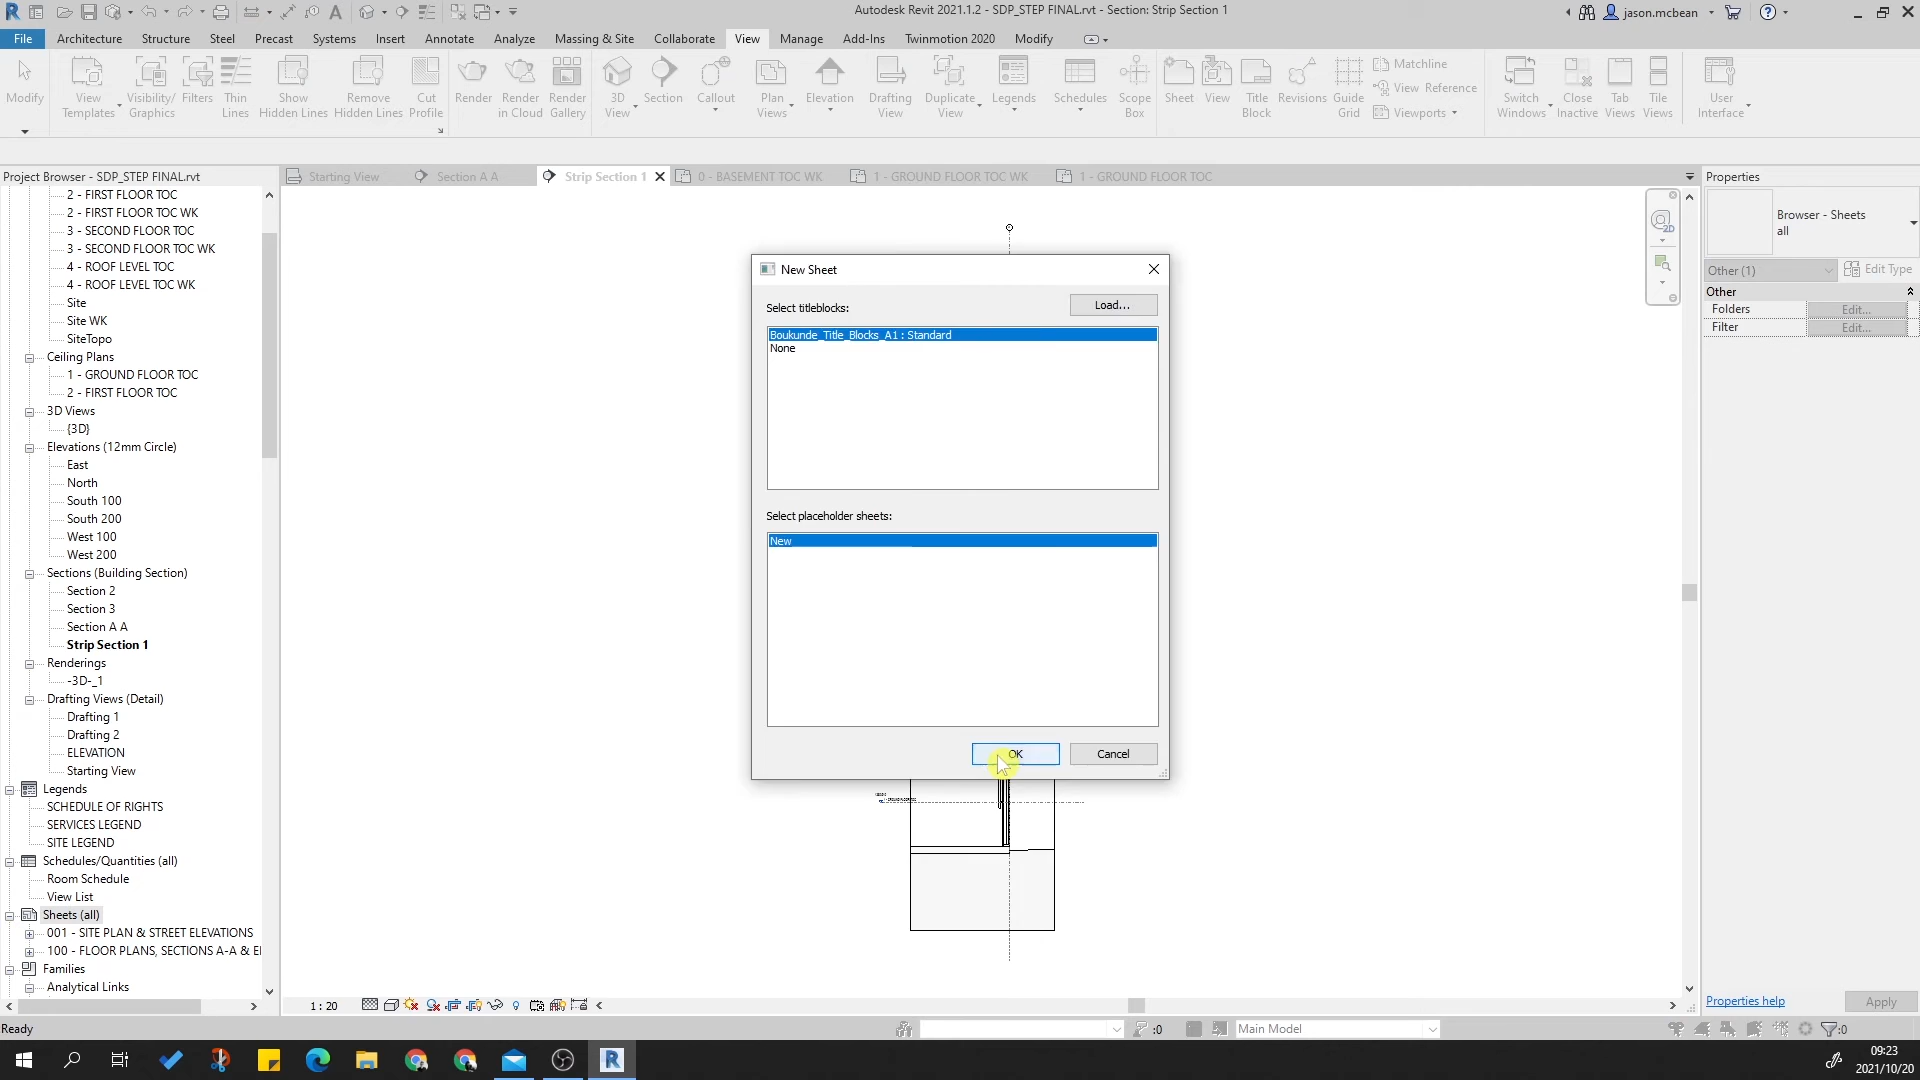 Autodesk Revit 2021.1.2 - SDP_STEP FINAL.rvt - Section: Strip Section 1
jason.mcbean
File Architecture Structure Steel Precast Systems Insert Annotate Analyze Massing & Site Collaborate View Manage Add-Ins Twinmotion 2020 Modify
Modify
View Templates
Visibility/ Graphics
Filters
Thin Lines
Show Hidden Lines
Remove Hidden Lines
Cut Profile
Render
Render in Cloud
Render Gallery
3D View
Section
Callout
Plan Views
Elevation
Drafting View
Duplicate View
Legends
Schedules
Scope Box
Sheet
View
Title Block
Revisions
Guide Grid
Matchline
View Reference
Viewports
Switch Windows
Close Inactive
Tab Views
Tile Views
User Interface
Project Browser - SDP_STEP FINAL.rvt
2 - FIRST FLOOR TOC
2 - FIRST FLOOR TOC WK
3 - SECOND FLOOR TOC
3 - SECOND FLOOR TOC WK
4 - ROOF LEVEL TOC
4 - ROOF LEVEL TOC WK
Site
Site WK
SiteTopo
Ceiling Plans
1 - GROUND FLOOR TOC
2 - FIRST FLOOR TOC
3D Views
{3D}
Elevations (12mm Circle)
East
North
South 100
South 200
West 100
West 200
Sections (Building Section)
Section 2
Section 3
Section A A
Strip Section 1
Renderings
-3D-_1
Drafting Views (Detail)
Drafting 1
Drafting 2
ELEVATION
Starting View
Legends
SCHEDULE OF RIGHTS
SERVICES LEGEND
SITE LEGEND
Schedules/Quantities (all)
Room Schedule
View List
Sheets (all)
001 - SITE PLAN & STREET ELEVATIONS
100 - FLOOR PLANS, SECTIONS A-A & El
Families
Analytical Links
Starting View
Section A A
Strip Section 1
0 - BASEMENT TOC WK
1 - GROUND FLOOR TOC WK
1 - GROUND FLOOR TOC
New Sheet
Select titleblocks:
Load...
Boukunde_Title_Blocks_A1 : Standard
None
Select placeholder sheets:
New
OK
Cancel
2D
Properties
Browser - Sheets
all
Other (1)
Edit Type
Other
Folders Edit...
Filter Edit...
Properties help
Apply
1 : 20
Ready
:0
Main Model
:0
09:23
2021/10/20